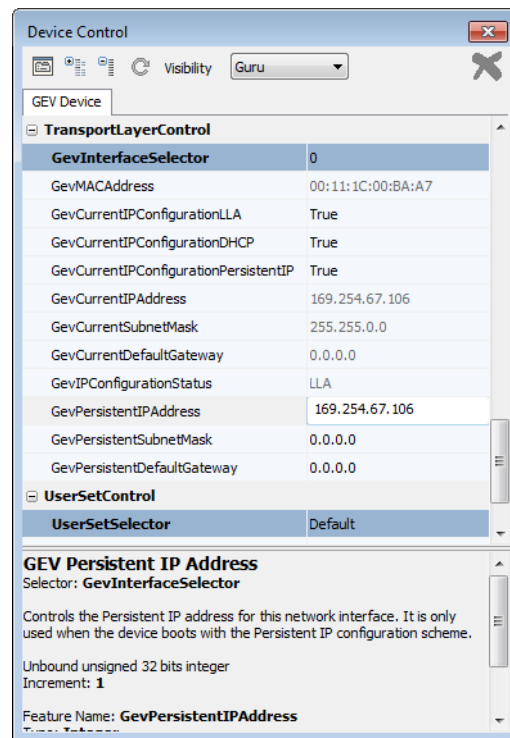 Device Control
Visibility Guru
GEV Device
TransportLayerControl
GevInterfaceSelector 0
GevMACAddress 00:11:1C:00:BA:A7
GevCurrentIPConfigurationLLA True
GevCurrentIPConfigurationDHCP True
GevCurrentIPConfigurationPersistentIP True
GevCurrentIPAddress 169.254.67.106
GevCurrentSubnetMask 255.255.0.0
GevCurrentDefaultGateway 0.0.0.0
GevIPConfigurationStatus LLA
GevPersistentIPAddress 169.254.67.106
GevPersistentSubnetMask 0.0.0.0
GevPersistentDefaultGateway 0.0.0.0
UserSetControl
UserSetSelector Default
GEV Persistent IP Address
Selector: GevInterfaceSelector
Controls the Persistent IP address for this network interface. It is only
used when the device boots with the Persistent IP configuration scheme.
Unbound unsigned 32 bits integer
Increment: 1
Feature Name: GevPersistentIPAddress
Type: Integer